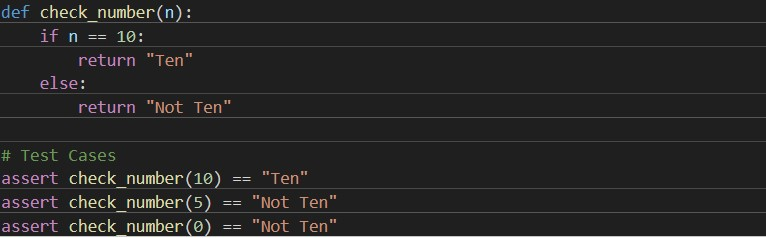 def check_number(n):
    if n == 10:
        return "Ten"
    else:
        return "Not Ten"

# Test Cases
assert check_number(10) == "Ten"
assert check_number(5) == "Not Ten"
assert check_number(0) == "Not Ten"